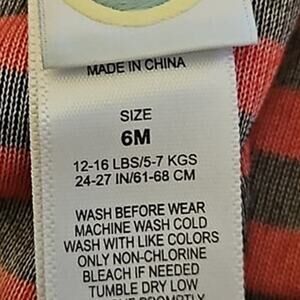 MADE IN CHINA
SIZE
6M
12-16 LBS/5-7 KGS
24-27 IN/61-68 CM
WASH BEFORE WEAR
MACHINE WASH COLD
WASH WITH LIKE COLORS
ONLY NON-CHLORINE
BLEACH IF NEEDED
TUMBLE DRY LOW
PROMPTLY